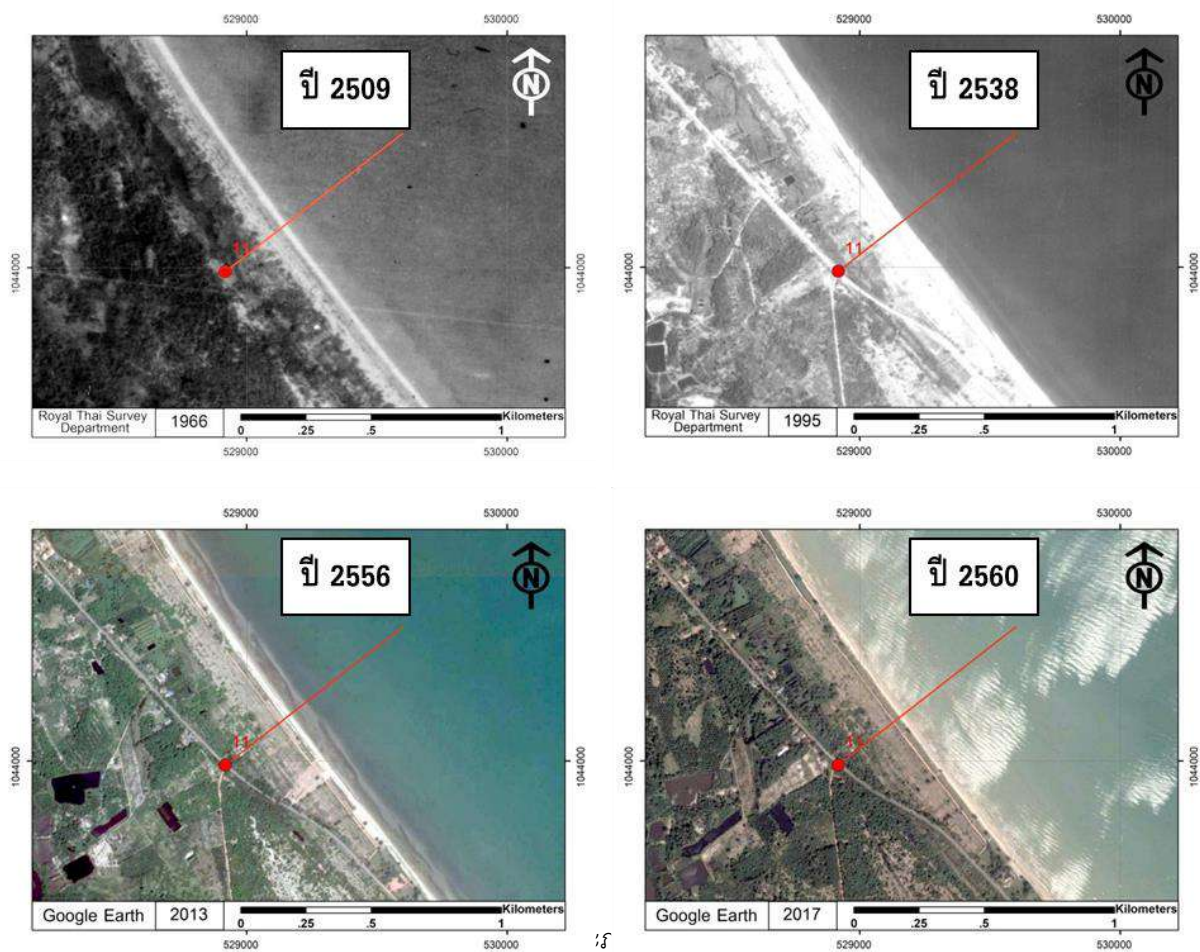 529000 530000
ปี 2509
N
11
1044000 1044000
Royal Thai Survey
Department
1966
Kilometers
0 .25 .5 1
529000 530000
529000 530000
ปี 2538
N
11
1044000 1044000
Royal Thai Survey
Department
1995
Kilometers
0 .25 .5 1
529000 530000
529000 530000
ปี 2556
N
11
1044000 1044000
Google Earth
2013
Kilometers
0 .25 .5 1
529000 530000
529000 530000
ปี 2560
N
11
1044000 1044000
Google Earth
2017
Kilometers
0 .25 .5 1
529000 530000